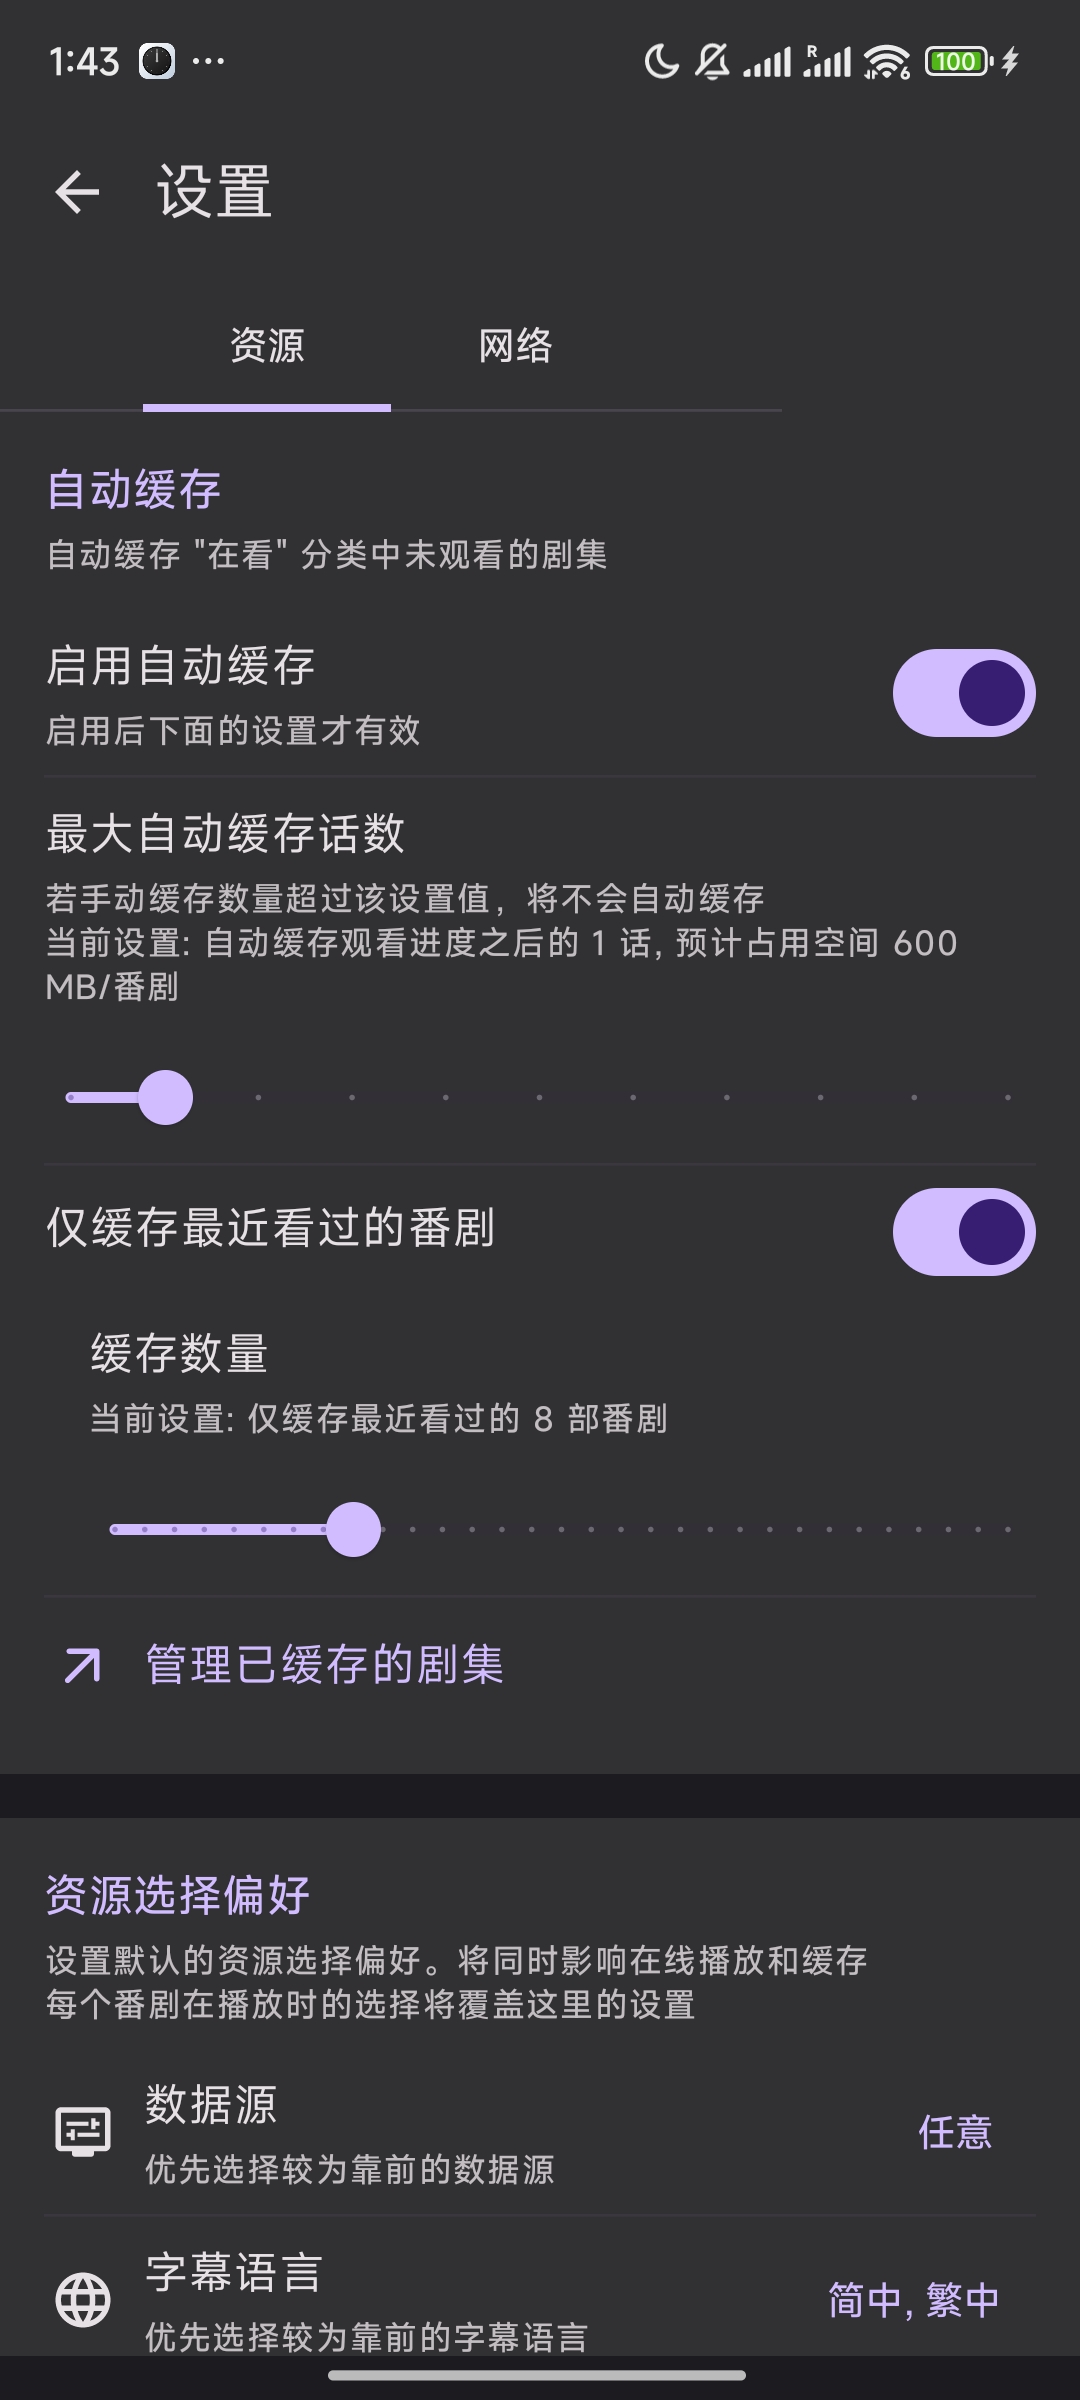 1:43
R
6
100
设置
资源
网络
自动缓存
自动缓存 "在看" 分类中未观看的剧集
启用自动缓存
启用后下面的设置才有效
最大自动缓存话数
若手动缓存数量超过该设置值，将不会自动缓存
当前设置: 自动缓存观看进度之后的 1 话, 预计占用空间 600
MB/番剧
仅缓存最近看过的番剧
缓存数量
当前设置: 仅缓存最近看过的 8 部番剧
管理已缓存的剧集
资源选择偏好
设置默认的资源选择偏好。将同时影响在线播放和缓存
每个番剧在播放时的选择将覆盖这里的设置
数据源
任意
优先选择较为靠前的数据源
字幕语言
简中, 繁中
优先选择较为靠前的字幕语言